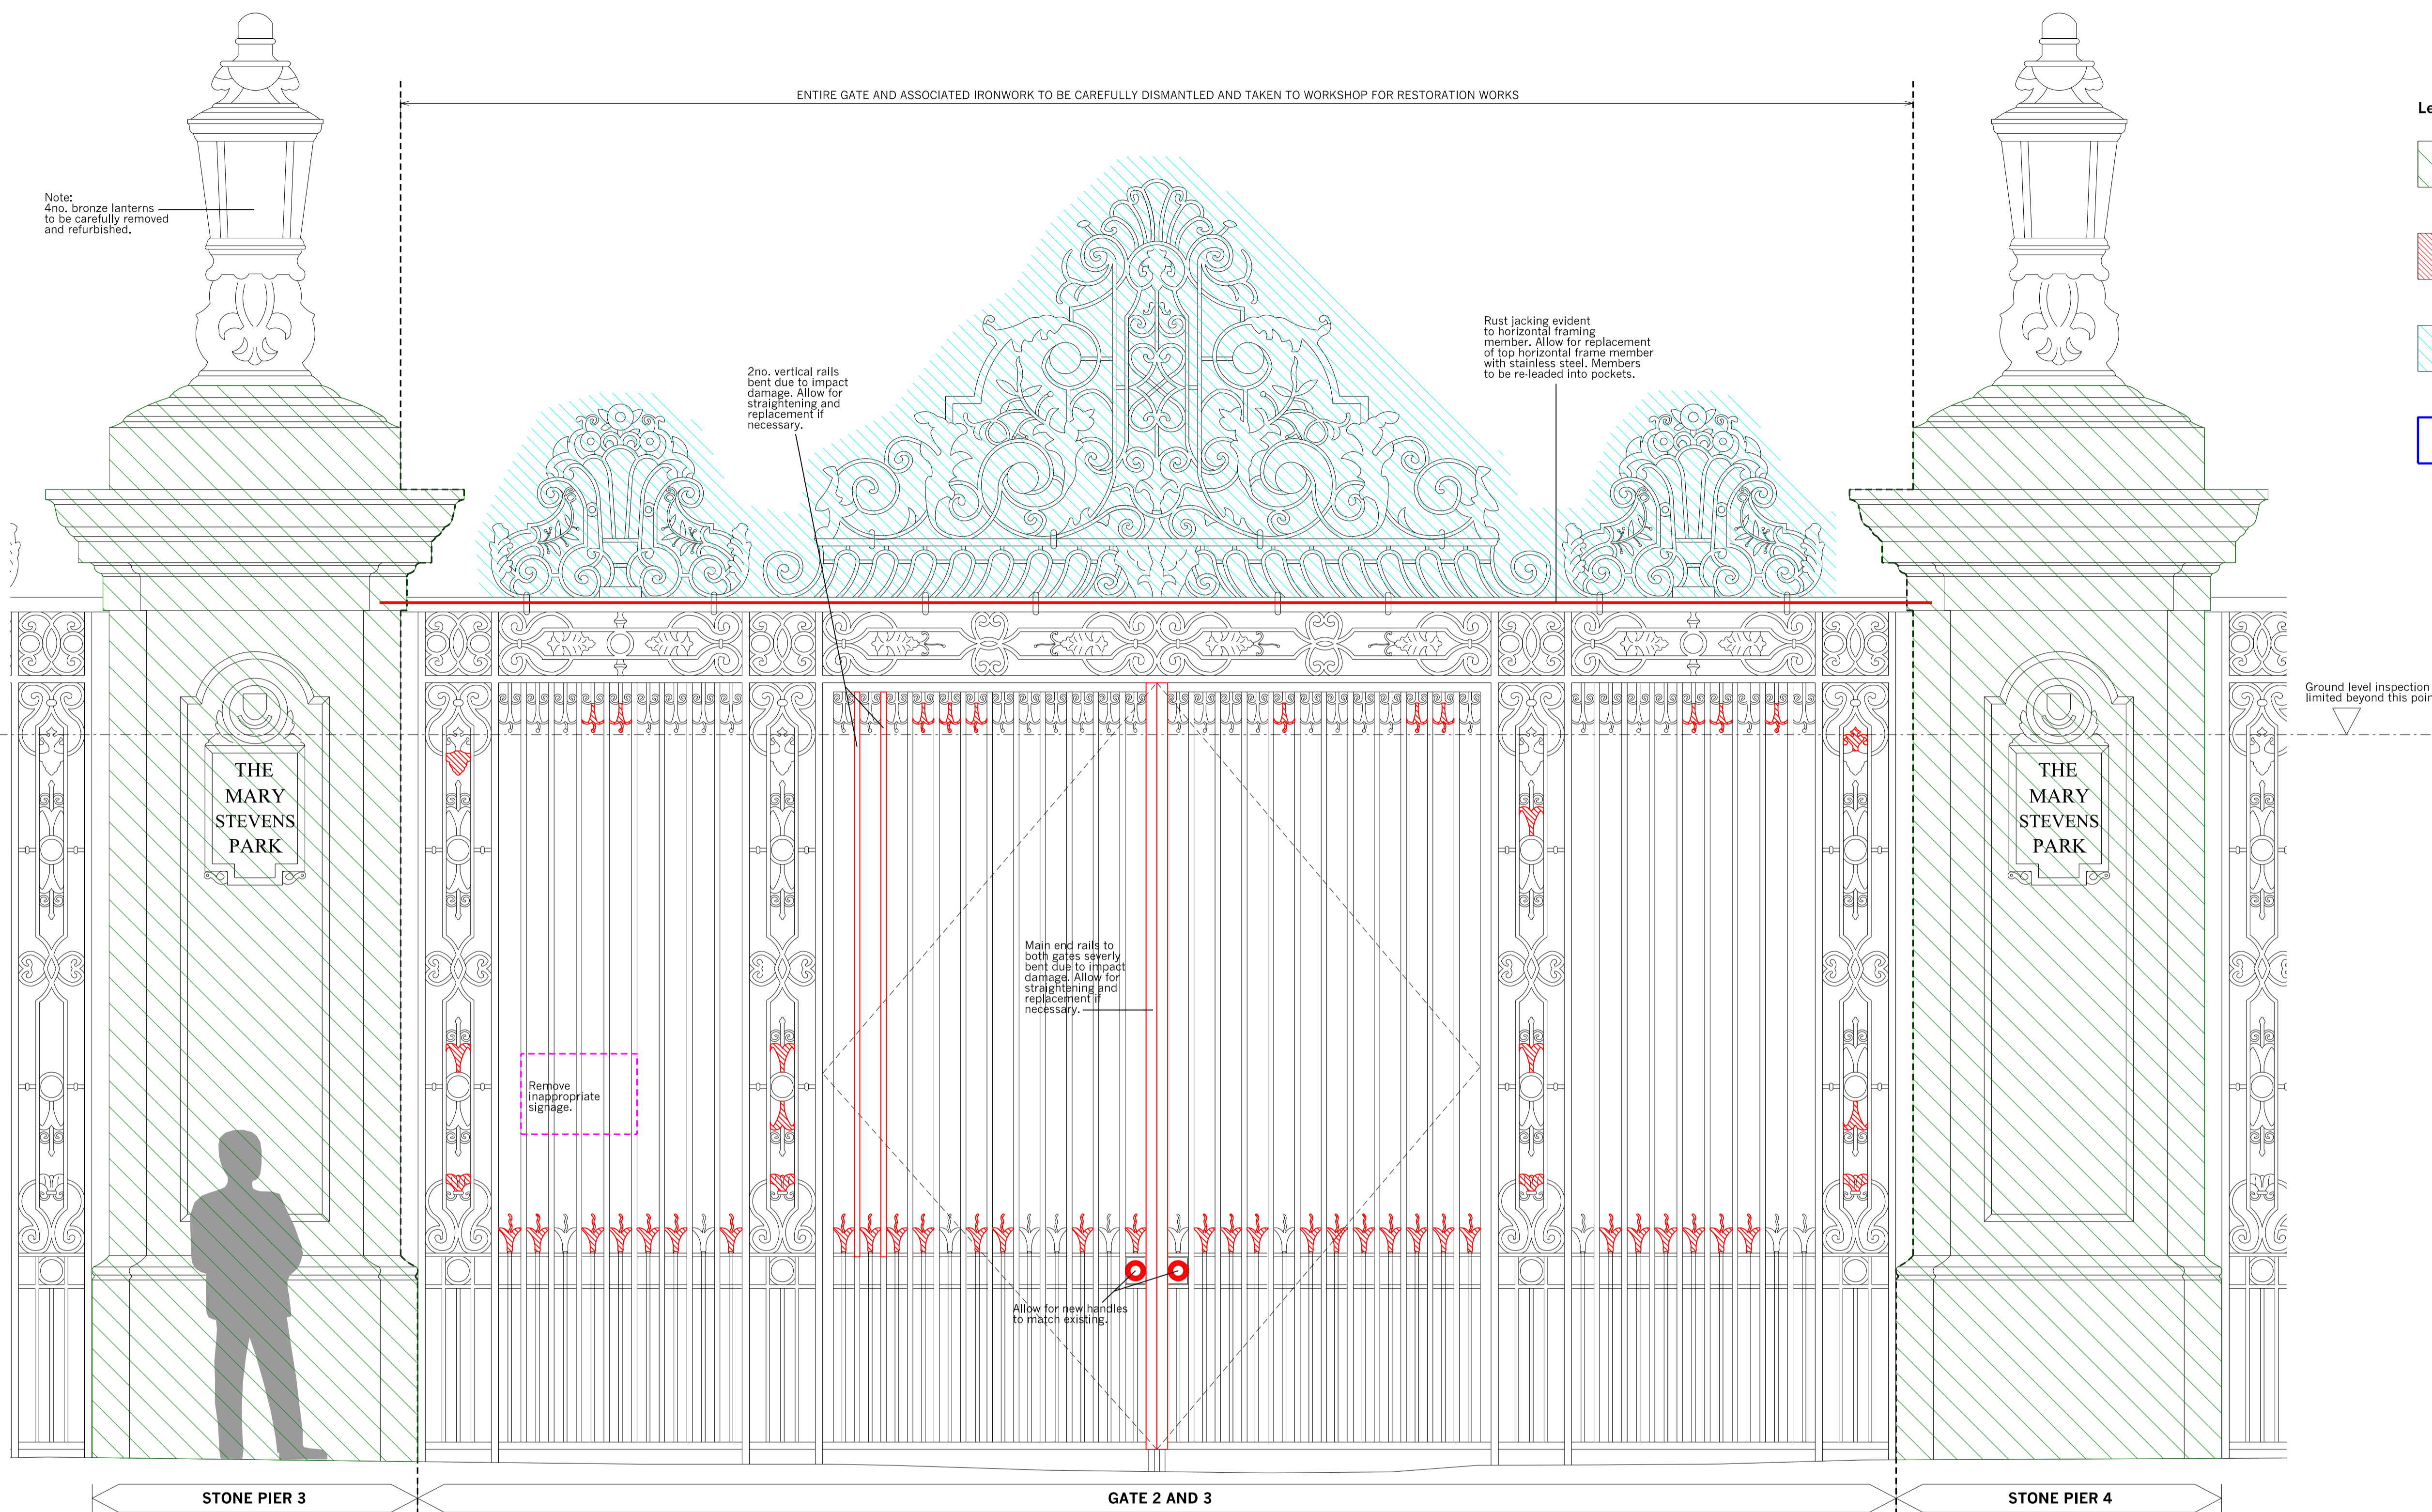 ENTIRE GATE AND ASSOCIATED IRONWORK TO BE CAREFULLY DISMANTLED AND TAKEN TO WORKSHOP FOR RESTORATION WORKS
Note:
4no. bronze lanterns
to be carefully removed
and refurbished.
2no. vertical rails
bent due to impact
damage. Allow for
straightening and
replacement if
necessary.
Rust jacking evident
to horizontal framing
member. Allow for replacement
of top horizontal frame member
with stainless steel. Members
to be re-leaded into pockets.
Ground level inspection
limited beyond this poin
THE
MARY
STEVENS
PARK
THE
MARY
STEVENS
PARK
Main end rails to
both gates severly
bent due to impact
damage. Allow for
straightening and
replacement if
necessary.
Remove
inappropriate
signage.
Allow for new handles
to match existing.
STONE PIER 3
GATE 2 AND 3
STONE PIER 4